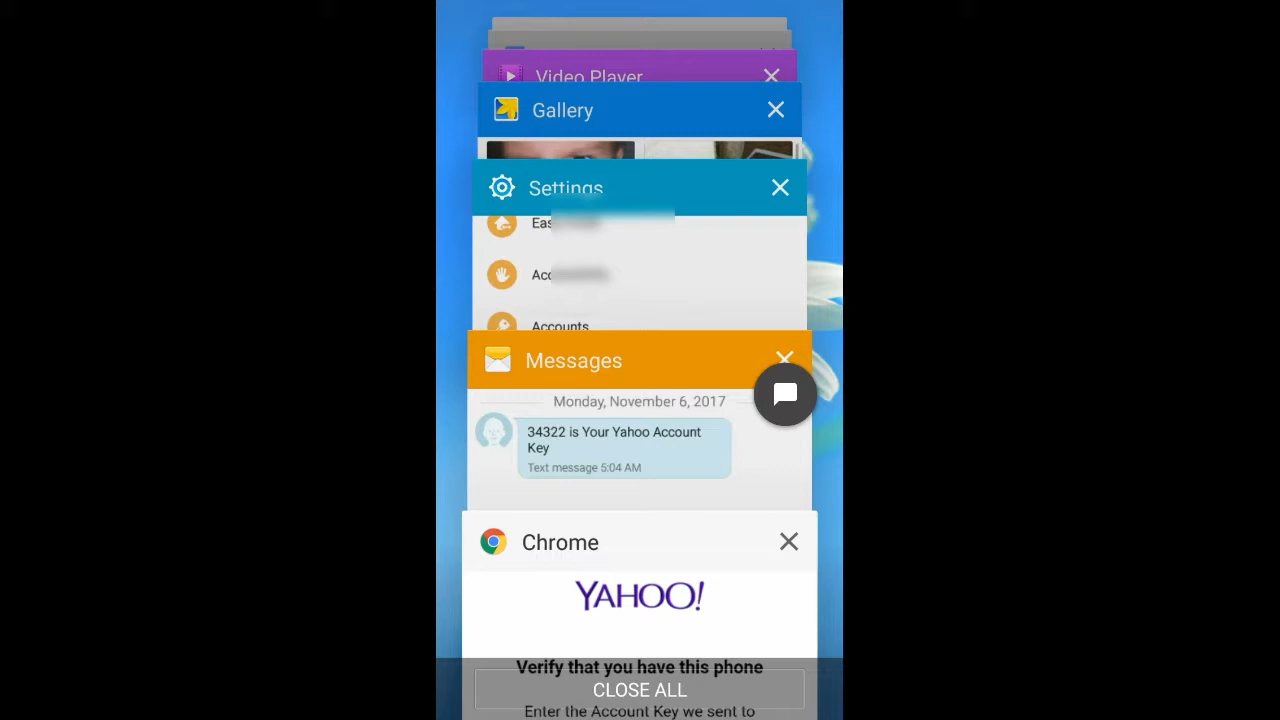 Video Player
Gallery
Settings
Accounts
Messages
Monday, November 6, 2017
34322 is Your Yahoo Account
Key
Text message 5:04 AM
Chrome
YAHOO!
Verify that you have this phone
CLOSE ALL
Enter the Account Key we sent to